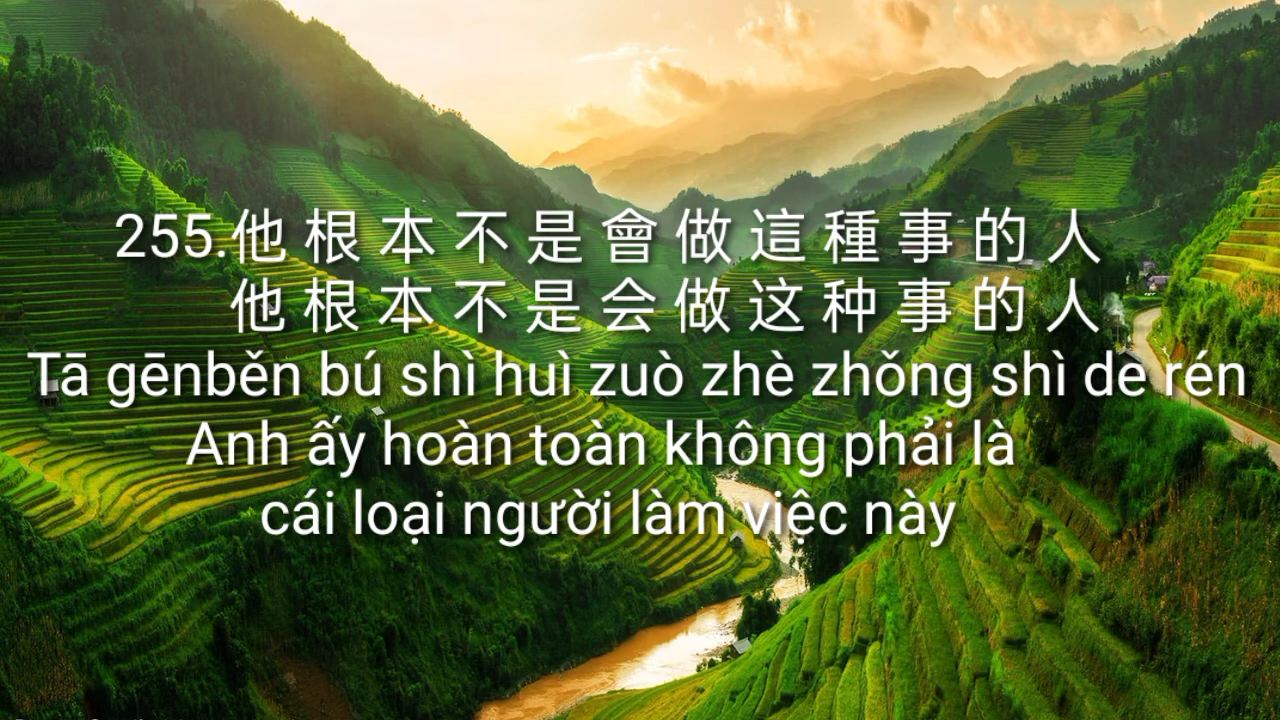 255.他根本不是會做這種事的人
他根本不是会做这种事的人
Tā gēnběn bú shì huì zuò zhè zhǒng shì de rén
Anh ấy hoàn toàn không phải là
cái loại người làm việc này